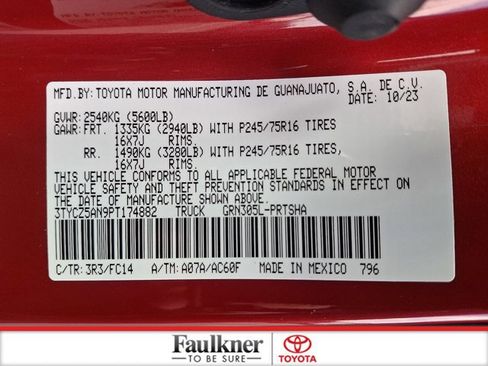 MFD.BY:TOYOTA MOTOR MANUFACTURING DE GUANAJUATO, S.A. DE C.V.
DATE: 10/23
GVWR:2540KG (5600LB)
GAWR:FRT. 1335KG (2940LB) WITH P245/75R16 TIRES
16X7J RIMS.
RR. 1490KG (3280LB) WITH P245/75R16 TIRES,
16X7J RIMS.
THIS VEHICLE CONFORMS TO ALL APPLICABLE FEDERAL MOTOR
VEHICLE SAFETY AND THEFT PREVENTION STANDARDS IN EFFECT
ON THE DATE OF MANUFACTURE SHOWN ABOVE.
3TYCZ5AN9PT174882 TRUCK GRN305L-PRTSHA
C/TR: 3R3/FC14 A/TM: A07A/AC60F MADE IN MEXICO 796
Faulkner
TO BE SURE
TOYOTA